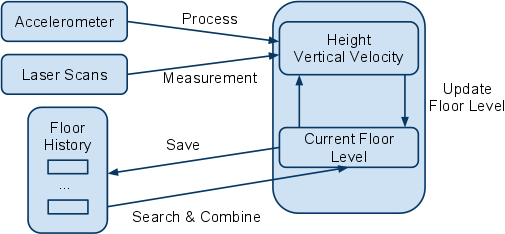 Accelerometer
Process
Height
Vertical Velocity
Laser Scans
Measurement
Update
Floor Level
Floor
History
...
Save
Current Floor
Level
Search & Combine